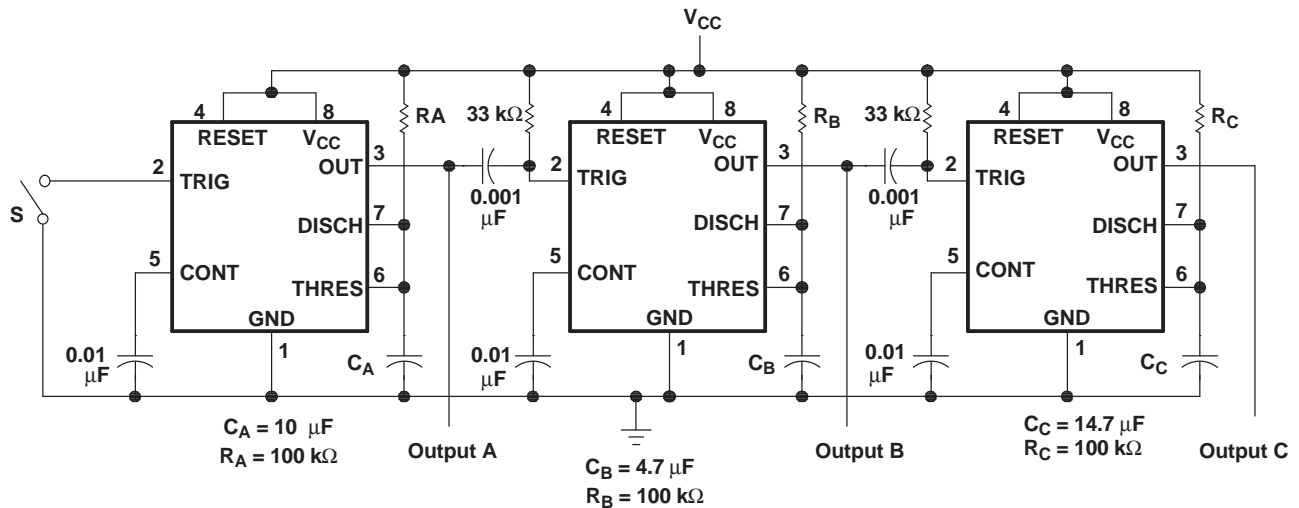 VCC
RA
33 kΩ
RB
33 kΩ
RC
4
8
RESET
VCC
2
TRIG
3
OUT
DISCH
7
5
CONT
6
THRES
GND
1
S
0.01
µF
CA
0.001
µF
4
8
RESET
VCC
2
TRIG
3
OUT
DISCH
7
5
CONT
6
THRES
GND
1
0.01
µF
CB
0.001
µF
4
8
RESET
VCC
2
TRIG
3
OUT
DISCH
7
5
CONT
6
THRES
GND
1
0.01
µF
CC
CA = 10 µF
RA = 100 kΩ
Output A
CB = 4.7 µF
RB = 100 kΩ
Output B
CC = 14.7 µF
RC = 100 kΩ
Output C